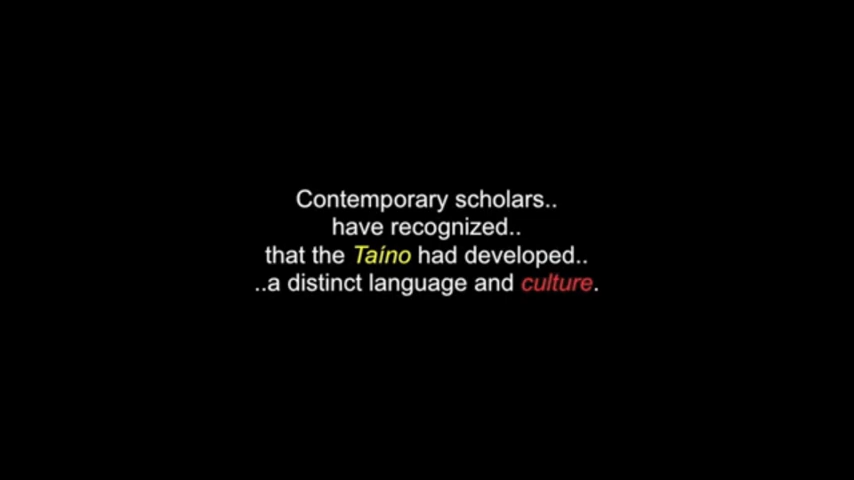 Contemporary scholars..
have recognized..
that the Taíno had developed..
..a distinct language and culture.